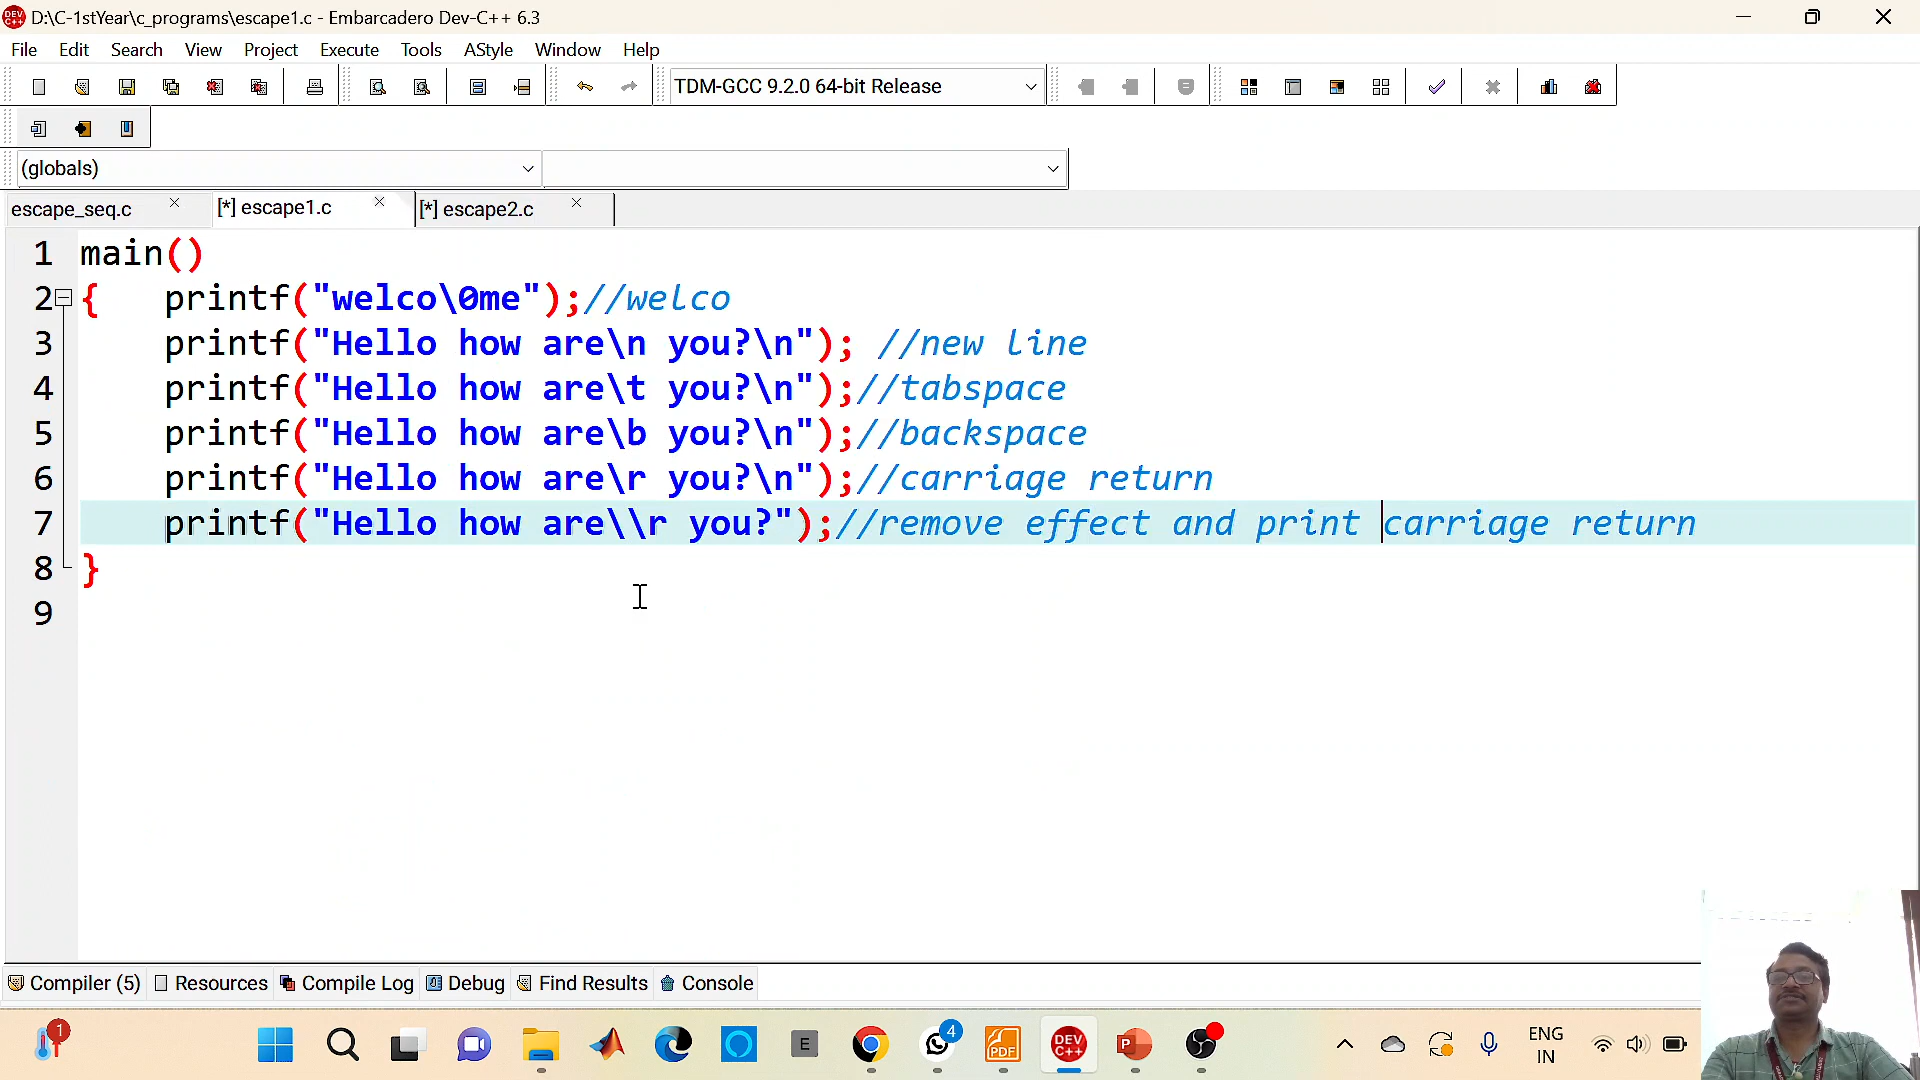 D:\C-1stYear\c_programs\escape1.c - Embarcadero Dev-C++ 6.3
File Edit Search View Project Execute Tools AStyle Window Help
TDM-GCC 9.2.0 64-bit Release
(globals)
escape_seq.c [*] escape1.c [*] escape2.c
1 main()
2 { printf("welco\0me");//welco
3 printf("Hello how are\n you?\n"); //new line
4 printf("Hello how are\t you?\n");//tabspace
5 printf("Hello how are\b you?\n");//backspace
6 printf("Hello how are\r you?\n");//carriage return
7 printf("Hello how are\\r you?");//remove effect and print carriage return
8 }
9
Compiler (5) Resources Compile Log Debug Find Results Console
1 E 4 PDF DEV C++ P ENG
IN